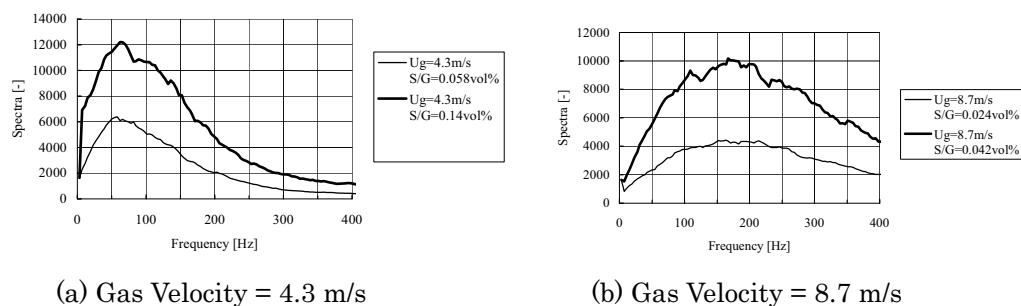 14000
12000
10000
8000
6000
4000
2000
0
Spectra [-]
0 100 200 300 400
Frequency [Hz]
Ug=4.3m/s
S/G=0.058vol%
Ug=4.3m/s
S/G=0.14vol%
(a) Gas Velocity = 4.3 m/s
12000
10000
8000
6000
4000
2000
0
Spectra [-]
0 100 200 300 400
Frequency [Hz]
Ug=8.7m/s
S/G=0.024vol%
Ug=8.7m/s
S/G=0.042vol%
(b) Gas Velocity = 8.7 m/s